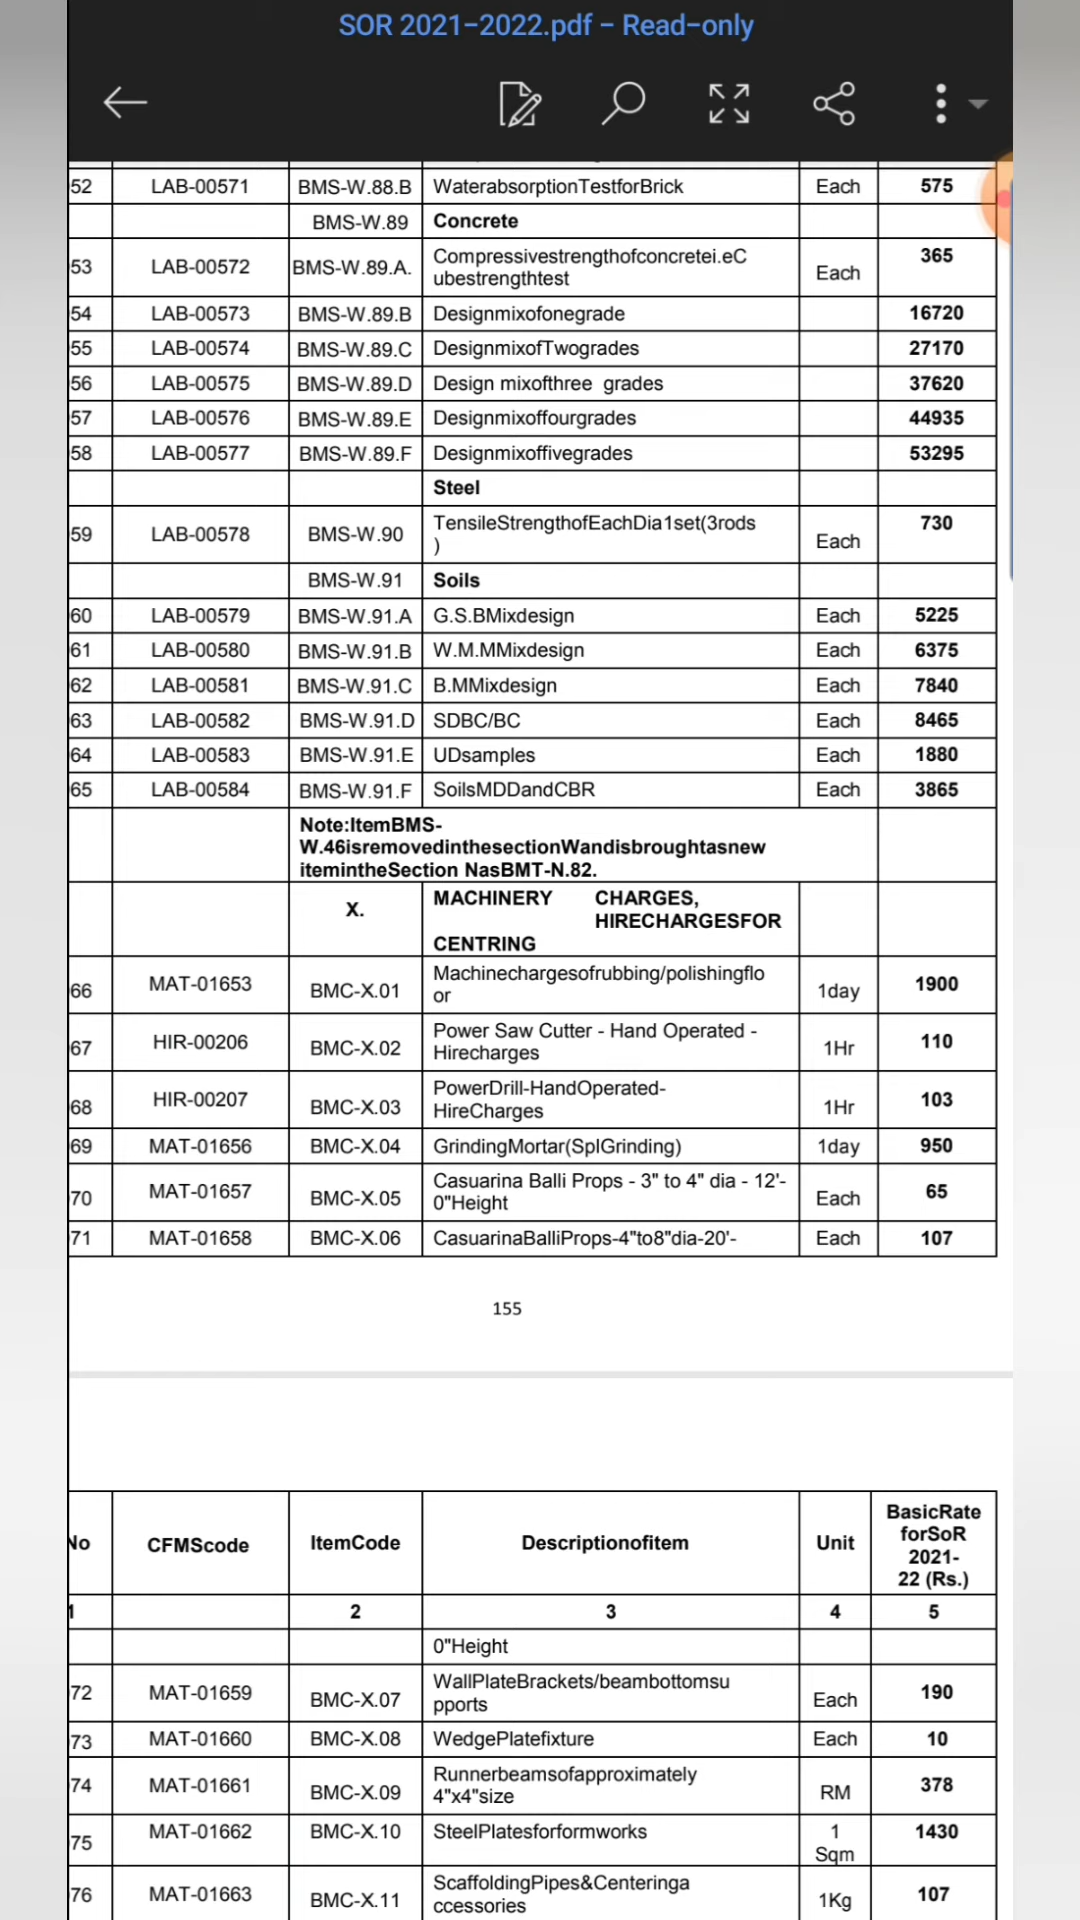 SOR 2021-2022.pdf - Read-only
52 LAB-00571 BMS-W.88.B WaterabsorptionTestforBrick Each 575
BMS-W.89 Concrete
53 LAB-00572 BMS-W.89.A. Compressivestrengthofconcretei.eC
ubestrengthtest Each 365
54 LAB-00573 BMS-W.89.B Designmixofonegrade 16720
55 LAB-00574 BMS-W.89.C DesignmixofTwogrades 27170
56 LAB-00575 BMS-W.89.D Design mixofthree grades 37620
57 LAB-00576 BMS-W.89.E Designmixoffourgrades 44935
58 LAB-00577 BMS-W.89.F Designmixoffivegrades 53295
Steel
59 LAB-00578 BMS-W.90 TensileStrengthofEachDia1set(3rods
) Each 730
BMS-W.91 Soils
60 LAB-00579 BMS-W.91.A G.S.BMixdesign Each 5225
61 LAB-00580 BMS-W.91.B W.M.MMixdesign Each 6375
62 LAB-00581 BMS-W.91.C B.MMixdesign Each 7840
63 LAB-00582 BMS-W.91.D SDBC/BC Each 8465
64 LAB-00583 BMS-W.91.E UDsamples Each 1880
65 LAB-00584 BMS-W.91.F SoilsMDDandCBR Each 3865
Note:ItemBMS-
W.46isremovedinthesectionWandisbroughtasnew
itemintheSection NasBMT-N.82.
X. MACHINERY CHARGES,
HIRECHARGESFOR
CENTRING
66 MAT-01653 BMC-X.01 Machinechargesofrubbing/polishingflo
or 1day 1900
67 HIR-00206 BMC-X.02 Power Saw Cutter - Hand Operated -
Hirecharges 1Hr 110
68 HIR-00207 BMC-X.03 PowerDrill-HandOperated-
HireCharges 1Hr 103
69 MAT-01656 BMC-X.04 GrindingMortar(SplGrinding) 1day 950
70 MAT-01657 BMC-X.05 Casuarina Balli Props - 3" to 4" dia - 12'-
0"Height Each 65
71 MAT-01658 BMC-X.06 CasuarinaBalliProps-4"to8"dia-20'- Each 107
155
No CFMScode ItemCode Descriptionofitem Unit BasicRate
forSoR
2021-
22 (Rs.)
1 2 3 4 5
0"Height
72 MAT-01659 BMC-X.07 WallPlateBrackets/beambottomsu
pports Each 190
73 MAT-01660 BMC-X.08 WedgePlatefixture Each 10
74 MAT-01661 BMC-X.09 Runnerbeamsofapproximately
4"x4"size RM 378
75 MAT-01662 BMC-X.10 SteelPlatesforformworks 1
Sqm 1430
76 MAT-01663 BMC-X.11 ScaffoldingPipes&Centeringa
ccessories 1Kg 107